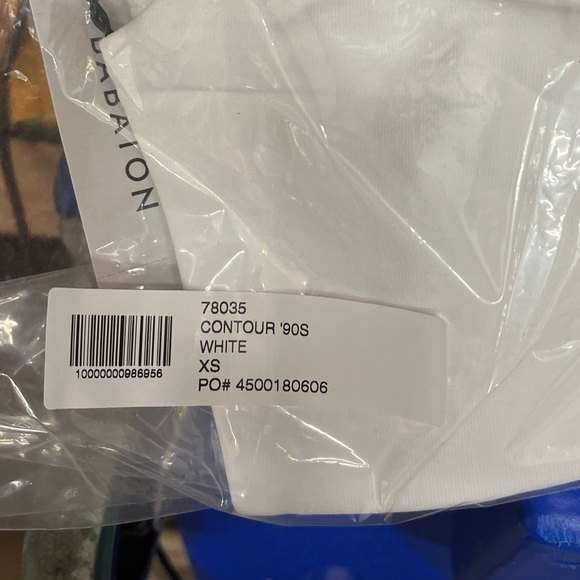 BABATON
78035
CONTOUR '90S
WHITE
XS
PO# 4500180606
10000000986956